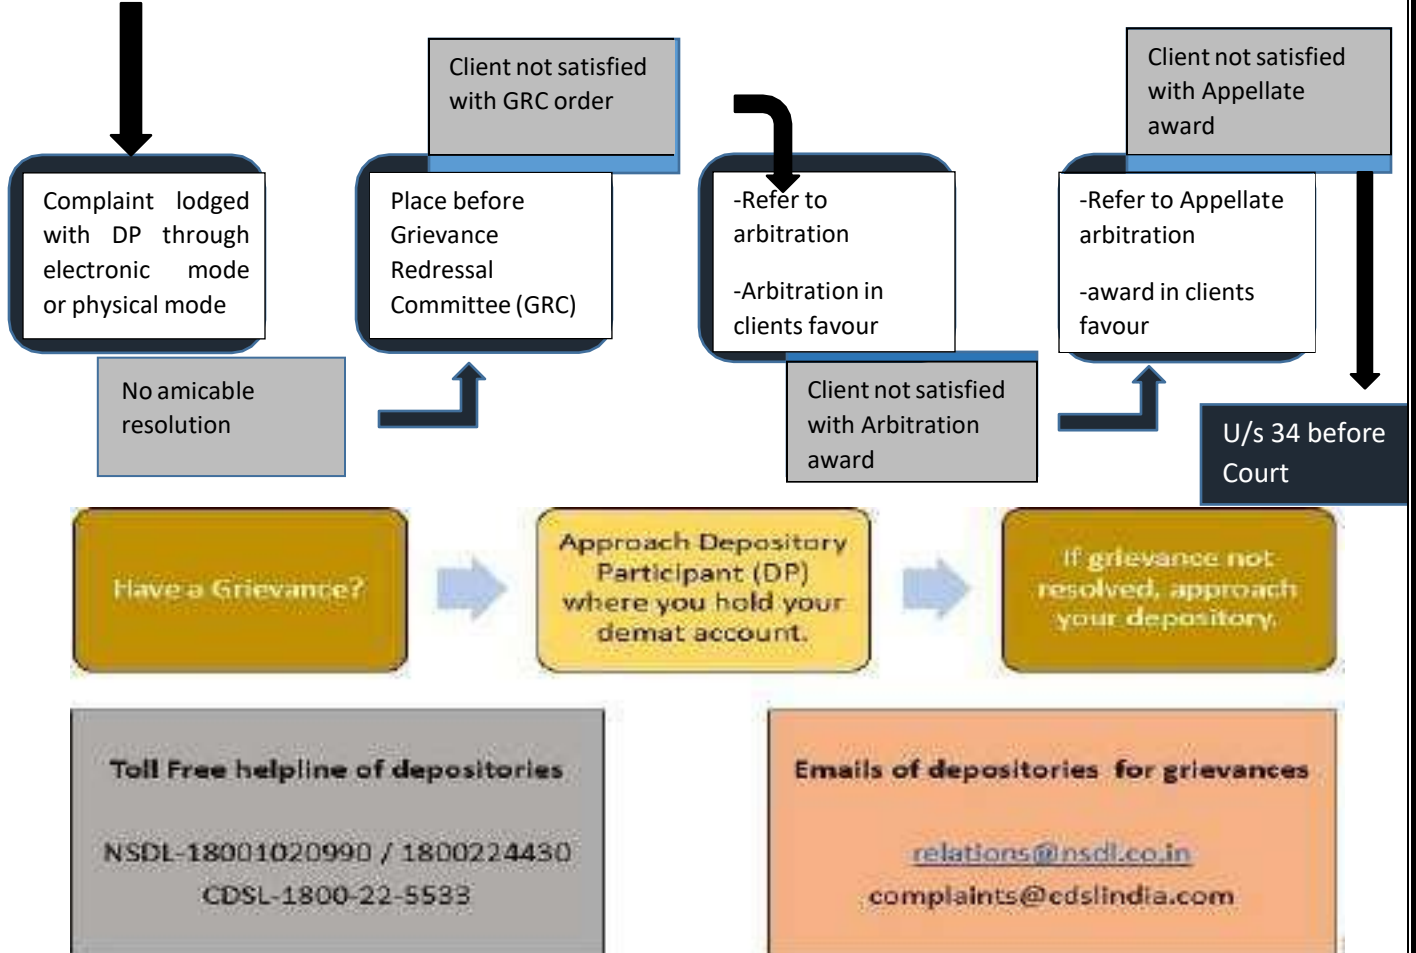 Client not satisfied
with GRC order
Client not satisfied
with Appellate
award
Complaint lodged
with DP through
electronic mode
or physical mode
Place before
Grievance
Redressal
Committee (GRC)
-Refer to
arbitration
-Arbitration in
clients favour
-Refer to Appellate
arbitration
-award in clients
favour
No amicable
resolution
Client not satisfied
with Arbitration
award
U/s 34 before
Court
Have a Grievance?
Approach Depository
Participant (DP)
where you hold your
demat account.
If grievance not
resolved, approach
your depository.
Toll Free helpline of depositories
NSDL-18001020990 / 1800224430
CDSL-1800-22-5533
Emails of depositories for grievances
relations@nsdl.co.in
complaints@cdslindia.com